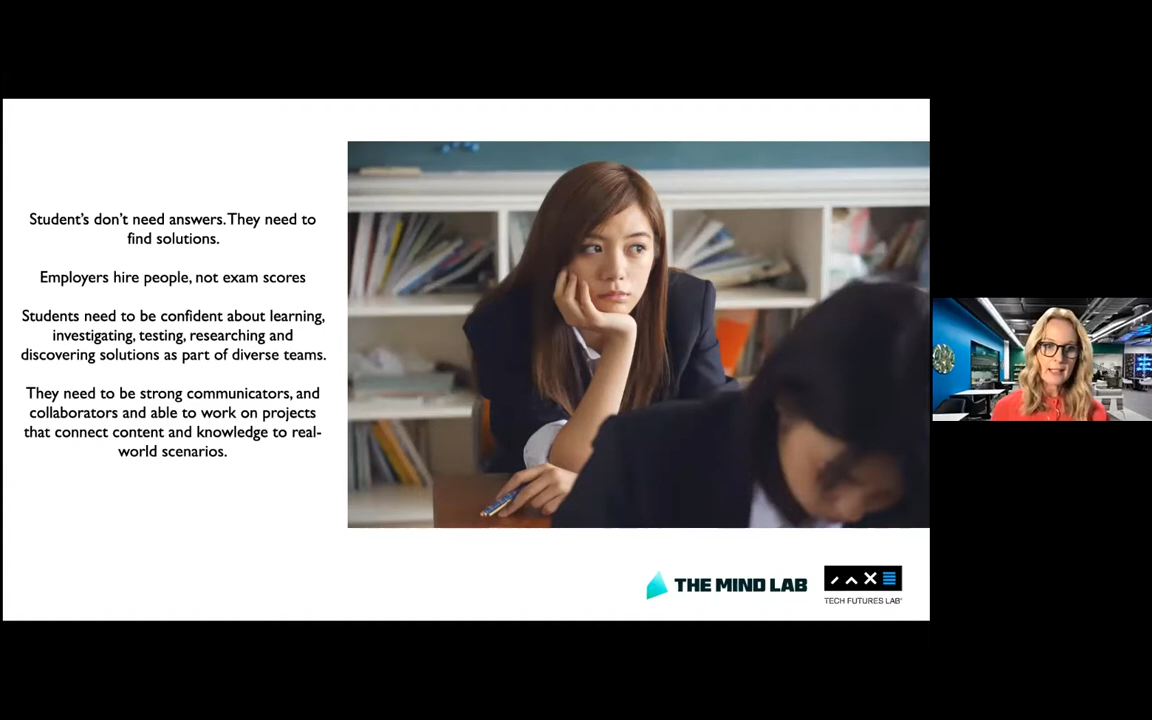 Student's don't need answers. They need to
find solutions.
Employers hire people, not exam scores
Students need to be confident about learning,
investigating, testing, researching and
discovering solutions as part of diverse teams.
They need to be strong communicators, and
collaborators and able to work on projects
that connect content and knowledge to real-
world scenarios.
THE MIND LAB
TECH FUTURES LAB